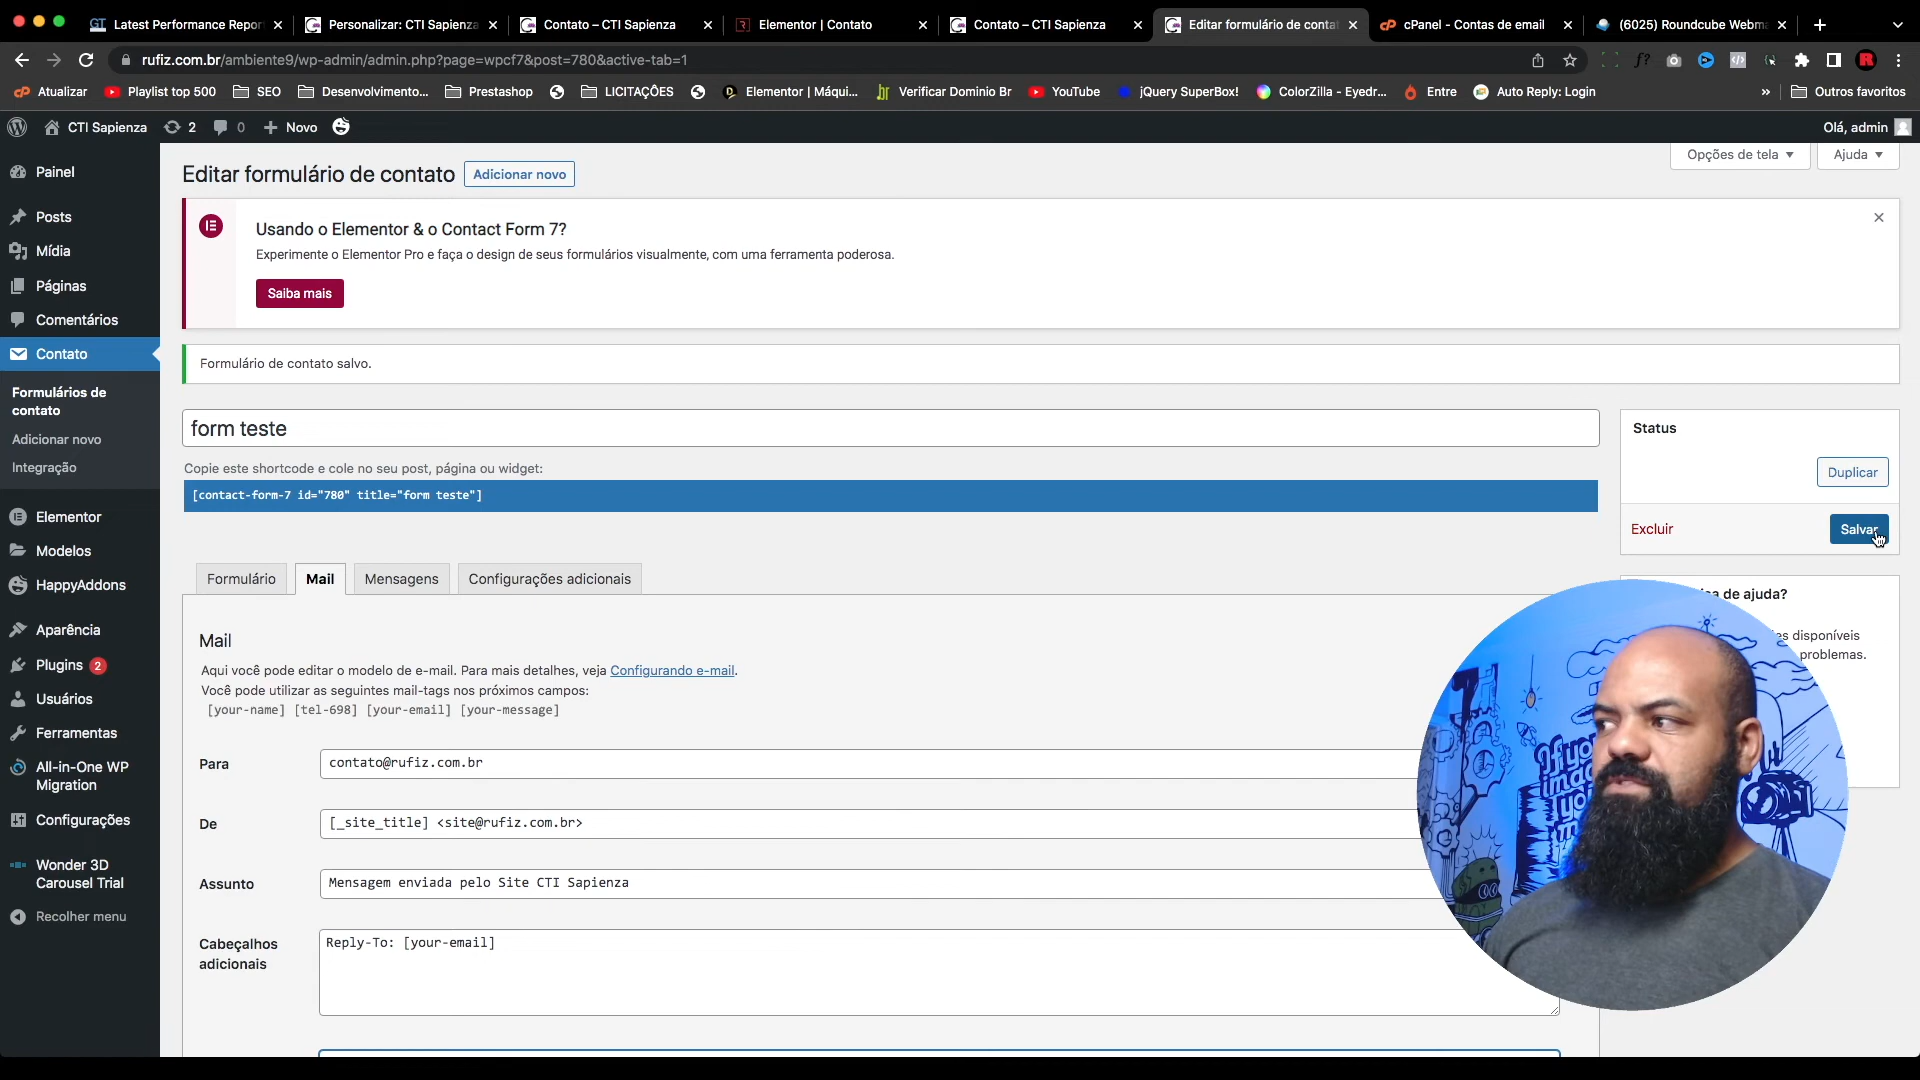 Latest Performance Repor
Personalizar: CTI Sapienza
Contato – CTI Sapienza
Elementor | Contato
Contato – CTI Sapienza
Editar formulário de conta
cPanel - Contas de email
(6025) Roundcube Webm
rufiz.com.br/ambiente9/wp-admin/admin.php?page=wpcf7&post=780&active-tab=1
Atualizar
Playlist top 500
SEO
Desenvolvimento...
Prestashop
LICITAÇÕES
Elementor | Máqui...
Verificar Dominio Br
YouTube
jQuery SuperBox!
ColorZilla - Eyedr...
Entre
Auto Reply: Login
»
Outros favoritos
CTI Sapienza
2
0
Novo
Olá, admin
Painel
Posts
Mídia
Páginas
Comentários
Contato
Formulários de
contato
Adicionar novo
Integração
Elementor
Modelos
HappyAddons
Aparência
Plugins 2
Usuários
Ferramentas
All-in-One WP
Migration
Configurações
Wonder 3D
Carousel Trial
Recolher menu
Opções de tela
Ajuda
Editar formulário de contato
Adicionar novo
Usando o Elementor & o Contact Form 7?
Experimente o Elementor Pro e faça o design de seus formulários visualmente, com uma ferramenta poderosa.
Saiba mais
Formulário de contato salvo.
form teste
Copie este shortcode e cole no seu post, página ou widget:
[contact-form-7 id="780" title="form teste"]
Status
Duplicar
Excluir
Salvar
Formulário
Mail
Mensagens
Configurações adicionais
de ajuda?
disponíveis
problemas.
Mail
Aqui você pode editar o modelo de e-mail. Para mais detalhes, veja Configurando e-mail.
Você pode utilizar as seguintes mail-tags nos próximos campos:
[your-name] [tel-698] [your-email] [your-message]
Para
contato@rufiz.com.br
De
[_site_title] <site@rufiz.com.br>
Assunto
Mensagem enviada pelo Site CTI Sapienza
Cabeçalhos
adicionais
Reply-To: [your-email]